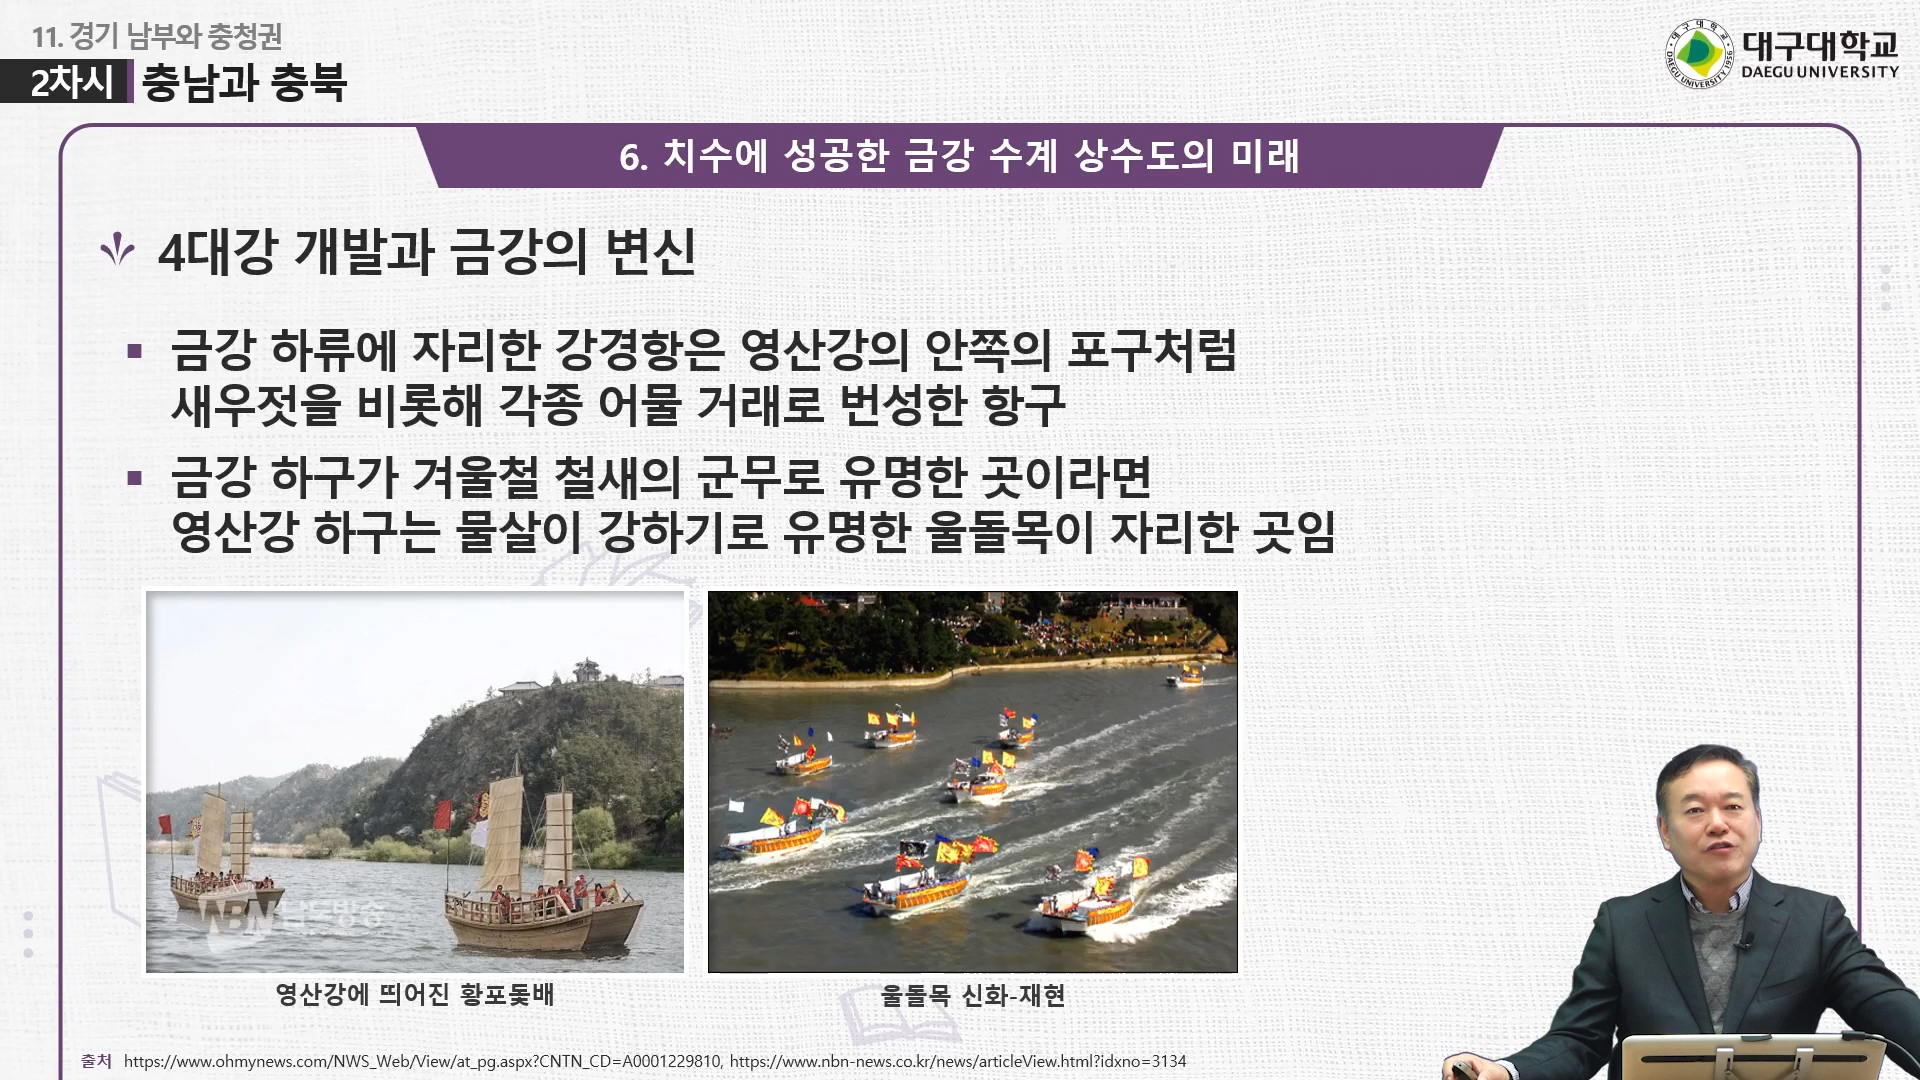 11. 경기 남부와 충청권
2차시 충남과 충북
대구대학교
DAEGU UNIVERSITY
대구대학교
DAEGU UNIVERSITY 1956
6. 치수에 성공한 금강 수계 상수도의 미래
4대강 개발과 금강의 변신
▪ 금강 하류에 자리한 강경항은 영산강의 안쪽의 포구처럼
새우젓을 비롯해 각종 어물 거래로 번성한 항구
▪ 금강 하구가 겨울철 철새의 군무로 유명한 곳이라면
영산강 하구는 물살이 강하기로 유명한 울돌목이 자리한 곳임
NBN 남도방송
영산강에 띄어진 황포돛배
울돌목 신화-재현
출처 https://www.ohmynews.com/NWS_Web/View/at_pg.aspx?CNTN_CD=A0001229810, https://www.nbn-news.co.kr/news/articleView.html?idxno=3134